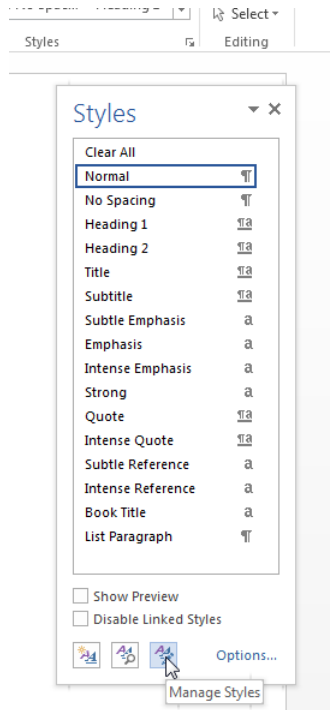 Select
Styles
Editing
Styles
Clear All
Normal ¶
No Spacing ¶
Heading 1 ¶a
Heading 2 ¶a
Title ¶a
Subtitle ¶a
Subtle Emphasis a
Emphasis a
Intense Emphasis a
Strong a
Quote ¶a
Intense Quote ¶a
Subtle Reference a
Intense Reference a
Book Title a
List Paragraph ¶
Show Preview
Disable Linked Styles
Options...
Manage Styles